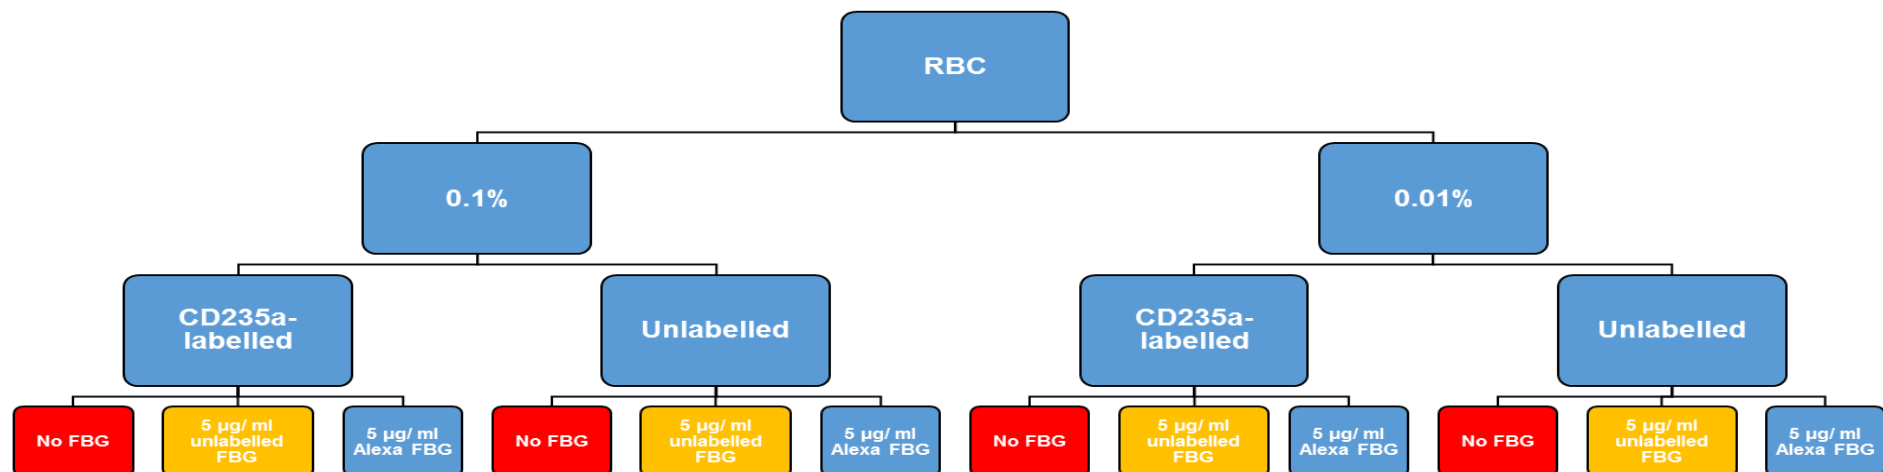 RBC
0.1%
0.01%
CD235a-
labelled
Unlabelled
CD235a-
labelled
Unlabelled
No FBG
5 µg/ ml
unlabelled
FBG
5 µg/ ml
Alexa FBG
No FBG
5 µg/ ml
unlabelled
FBG
5 µg/ ml
Alexa FBG
No FBG
5 µg/ ml
unlabelled
FBG
5 µg/ ml
Alexa FBG
No FBG
5 µg/ ml
unlabelled
FBG
5 µg/ ml
Alexa FBG